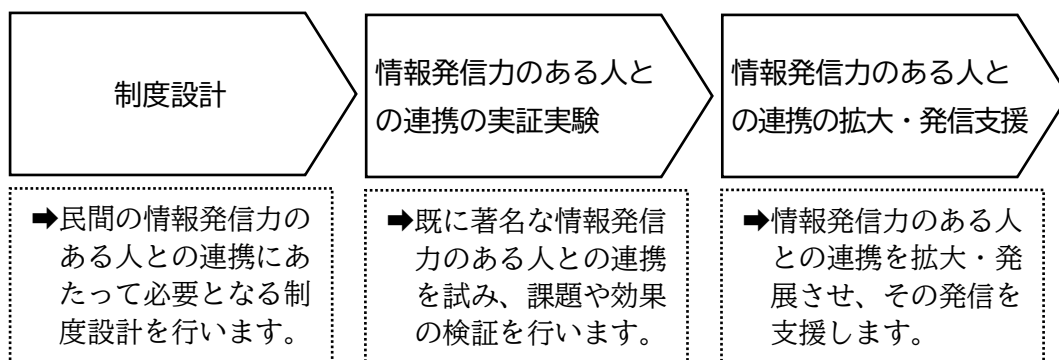 制度設計
情報発信力のある人と
の連携の実証実験
情報発信力のある人と
の連携の拡大・発信支援
➡民間の情報発信力の
ある人との連携にあ
たって必要となる制
度設計を行います。
➡既に著名な情報発信
力のある人との連携
を試み、課題や効果
の検証を行います。
➡情報発信力のある人
との連携を拡大・発
展させ、その発信を
支援します。